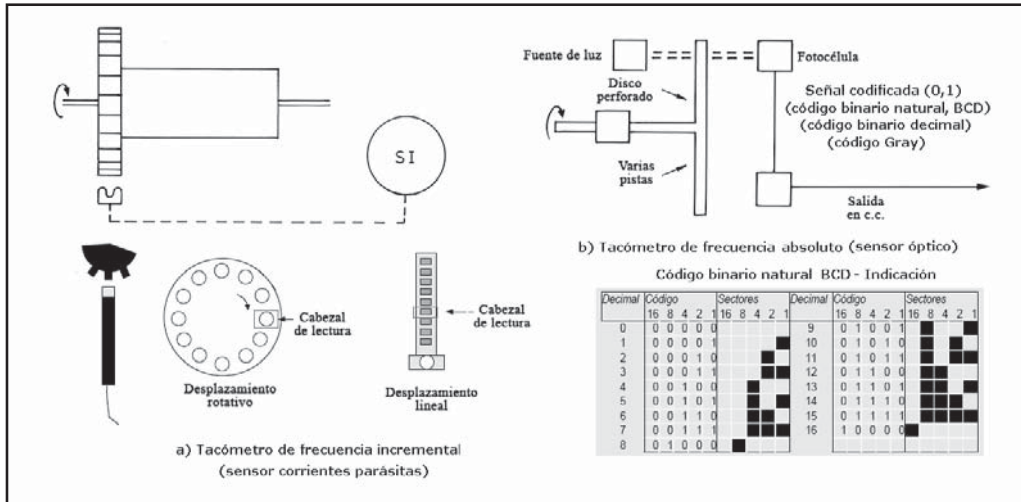 Fuente de luz
Fotocélula
Disco
perforado
Señal codificada (0,1)
(código binario natural, BCD)
(código binario decimal)
(código Gray)
SI
Varias
pistas
Salida
en c.c.
b) Tacómetro de frecuencia absoluto (sensor óptico)
Cabezal
de lectura
Desplazamiento
rotativo
Cabezal
de lectura
Desplazamiento
lineal
a) Tacómetro de frecuencia incremental
(sensor corrientes parásitas)
Código binario natural BCD - Indicación
Decimal Código Sectores Decimal Código Sectores
16 8 4 2 1 16 8 4 2 1 16 8 4 2 1 16 8 4 2 1
0 0 0 0 0 0 9 0 1 0 0 1
1 0 0 0 0 1 10 0 1 0 1 0
2 0 0 0 1 0 11 0 1 0 1 1
3 0 0 0 1 1 12 0 1 1 0 0
4 0 0 1 0 0 13 0 1 1 0 1
5 0 0 1 0 1 14 0 1 1 1 0
6 0 0 1 1 0 15 0 1 1 1 1
7 0 0 1 1 1 16 1 0 0 0 0
8 0 1 0 0 0